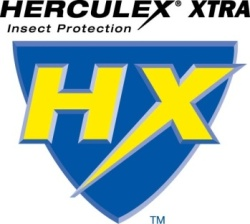 HERCULEX® XTRA
Insect Protection
HX
TM